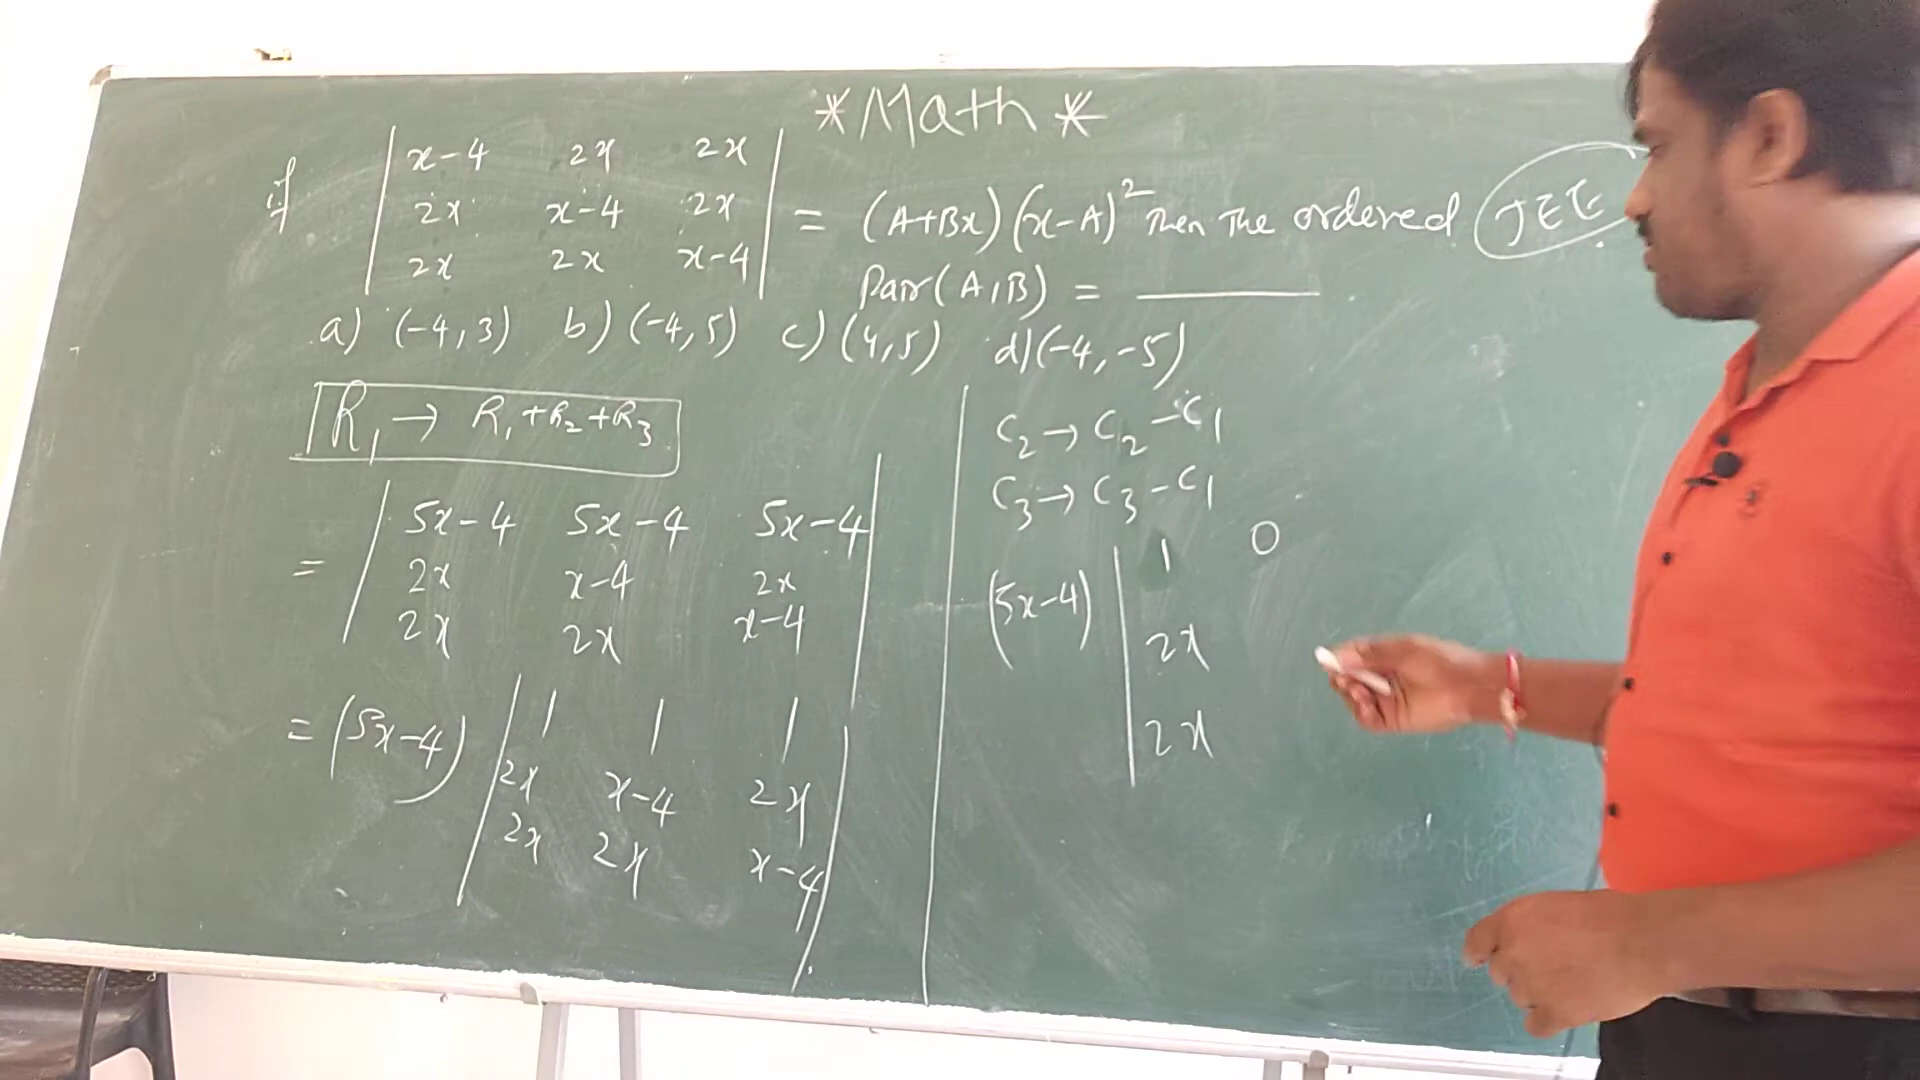 *Math*
if | x-4 2x 2x |
| 2x x-4 2x | = (A+Bx)(x-A)² Then The ordered JEE
| 2x 2x x-4 |
Pair (A,B) = ________
a) (-4,3) b) (-4,5) c) (4,5) d) (-4,-5)
R₁ → R₁+R₂+R₃
= | 5x-4 5x-4 5x-4 |
| 2x x-4 2x |
| 2x 2x x-4 |
= (5x-4) | 1 1 1 |
| 2x x-4 2x |
| 2x 2x x-4 |
C₂ → C₂-C₁
C₃ → C₃-C₁
(5x-4) | 1 0
| 2x
| 2x